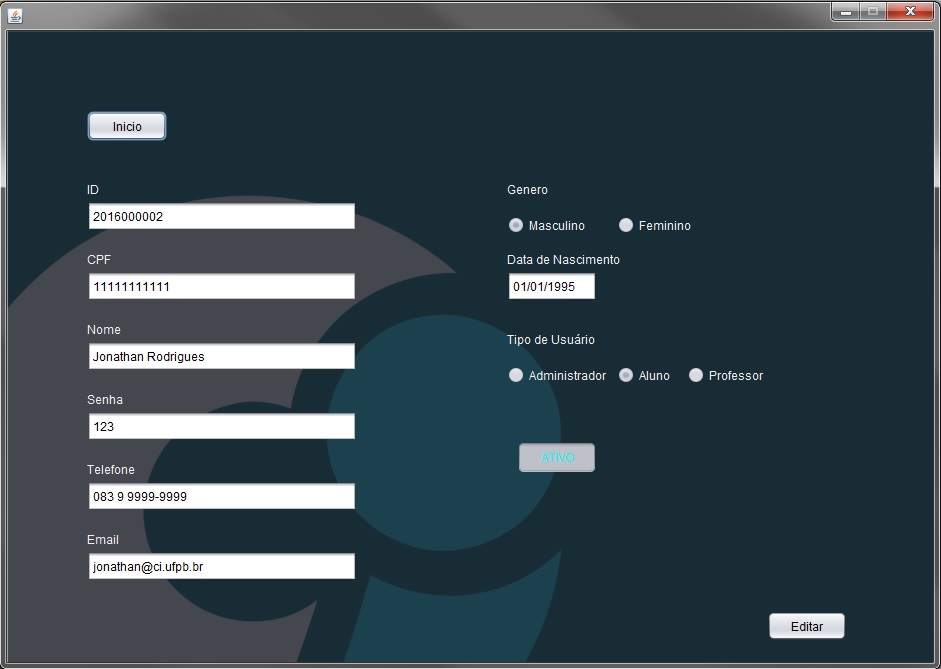 Inicio
ID
2016000002
CPF
11111111111
Nome
Jonathan Rodrigues
Senha
123
Telefone
083 9 9999-9999
Email
jonathan@ci.ufpb.br
Genero
Masculino Feminino
Data de Nascimento
01/01/1995
Tipo de Usuário
Administrador Aluno Professor
ATIVO
Editar